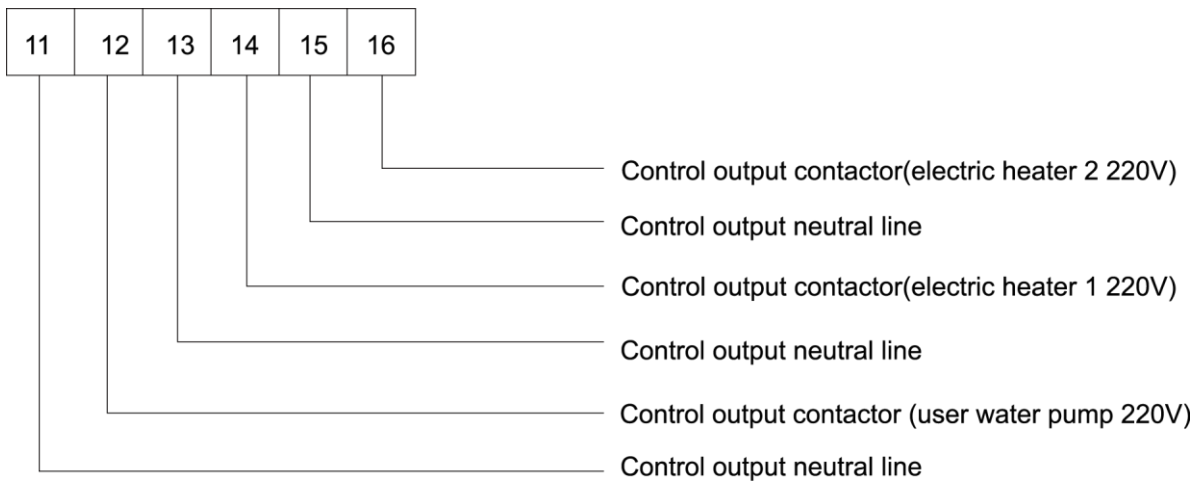 11 12 13 14 15 16
Control output contactor(electric heater 2 220V)
Control output neutral line
Control output contactor(electric heater 1 220V)
Control output neutral line
Control output contactor (user water pump 220V)
Control output neutral line